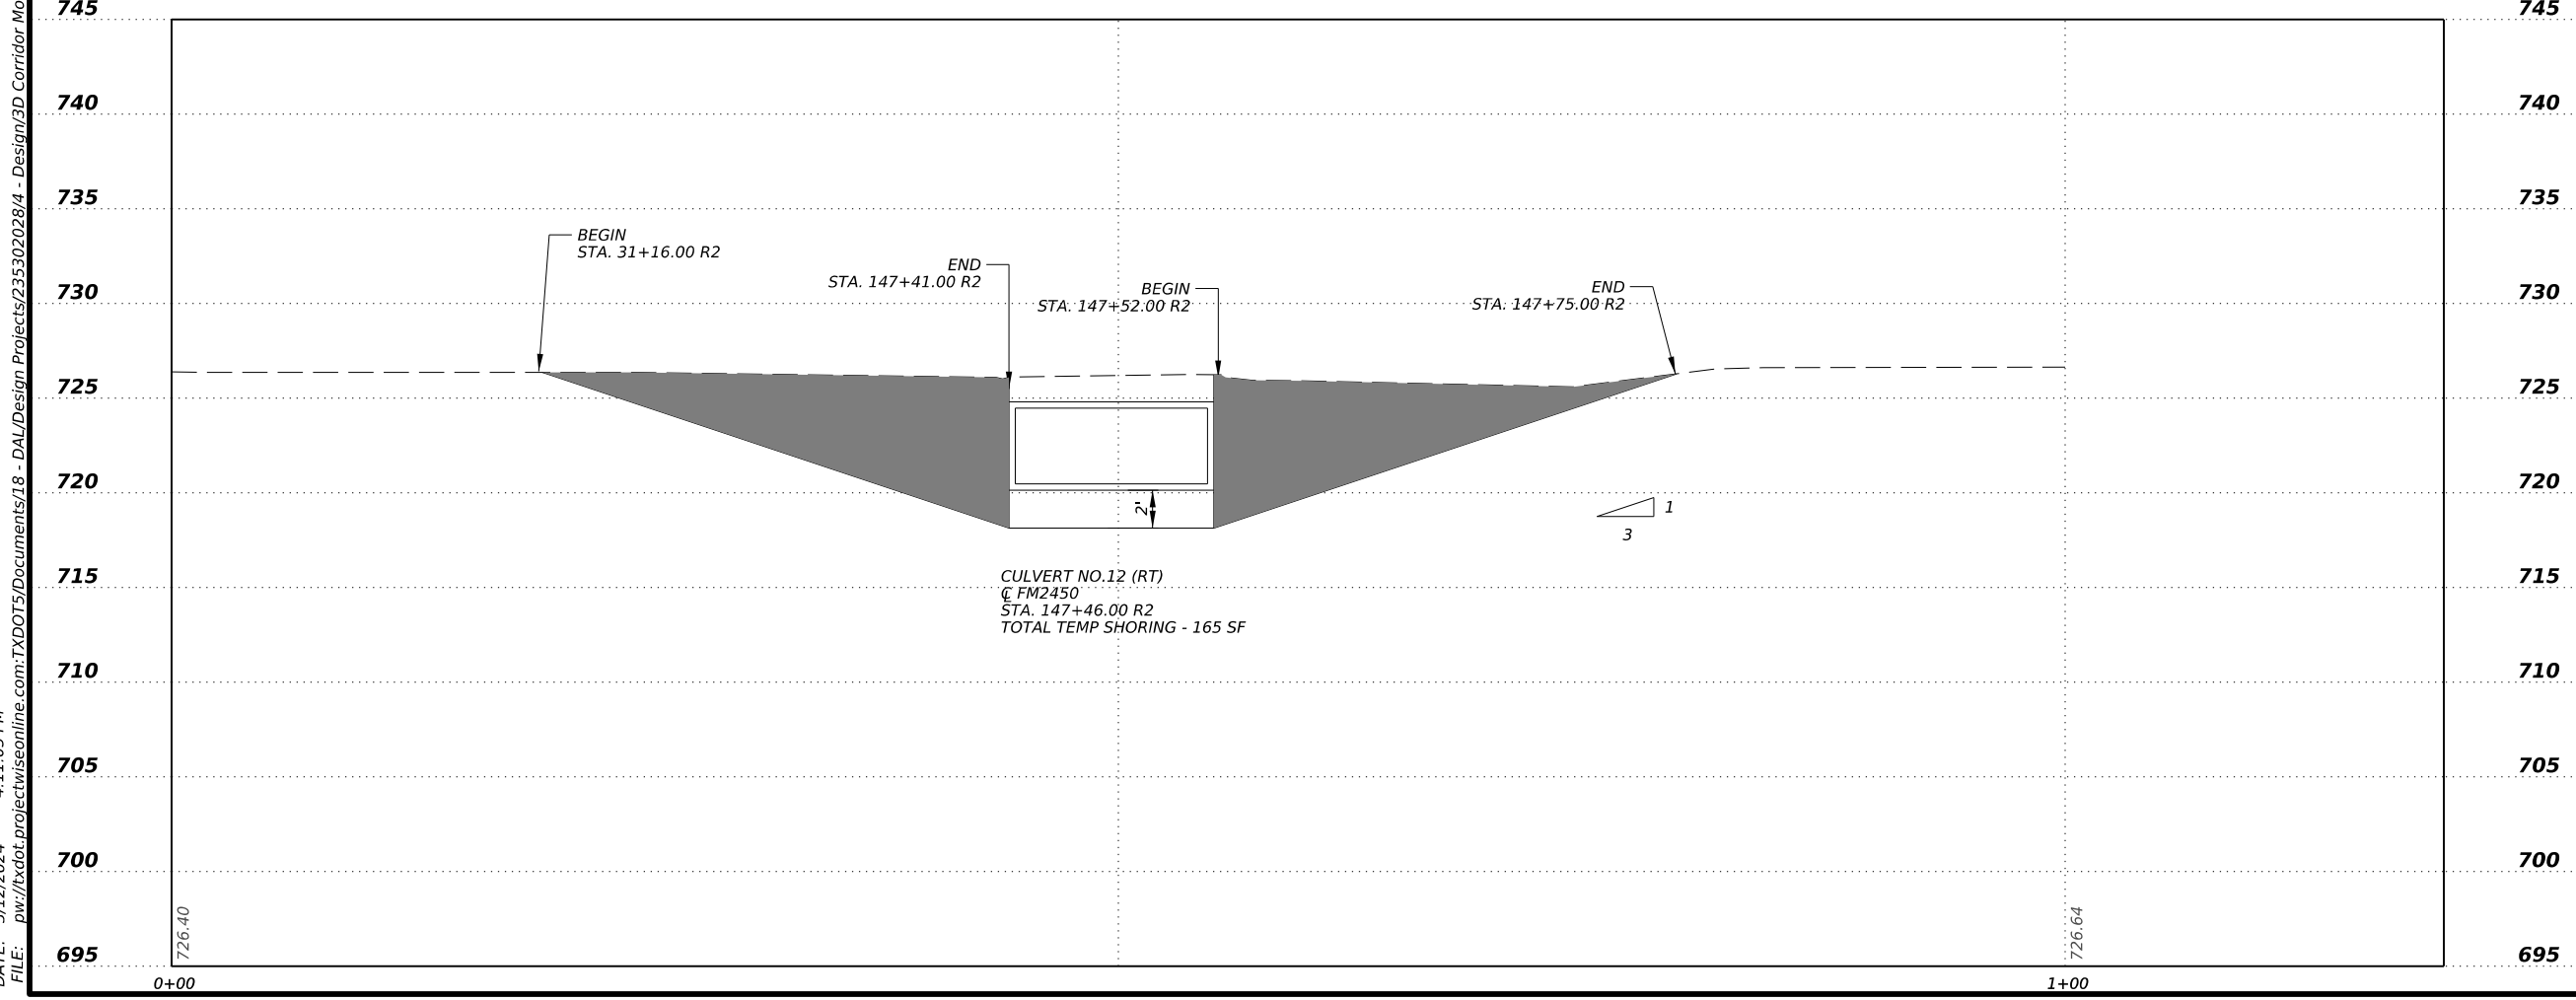 745 745
740 740
735 735
BEGIN
STA. 31+16.00 R2
END
STA. 147+41.00 R2
BEGIN
STA. 147+52.00 R2
END
STA. 147+75.00 R2
730 730
725 725
720 720
2'
1
3
715 715
CULVERT NO.12 (RT)
℄ FM2450
STA. 147+46.00 R2
TOTAL TEMP SHORING - 165 SF
710 710
705 705
700 700
695 695
726.40
726.64
0+00
1+00
DATE:
FILE: pw://txdot.projectwiseonline.com:TXDOT5/Documents/18 - DAL/Design Projects/235302028/4 - Design/3D Corridor Mo